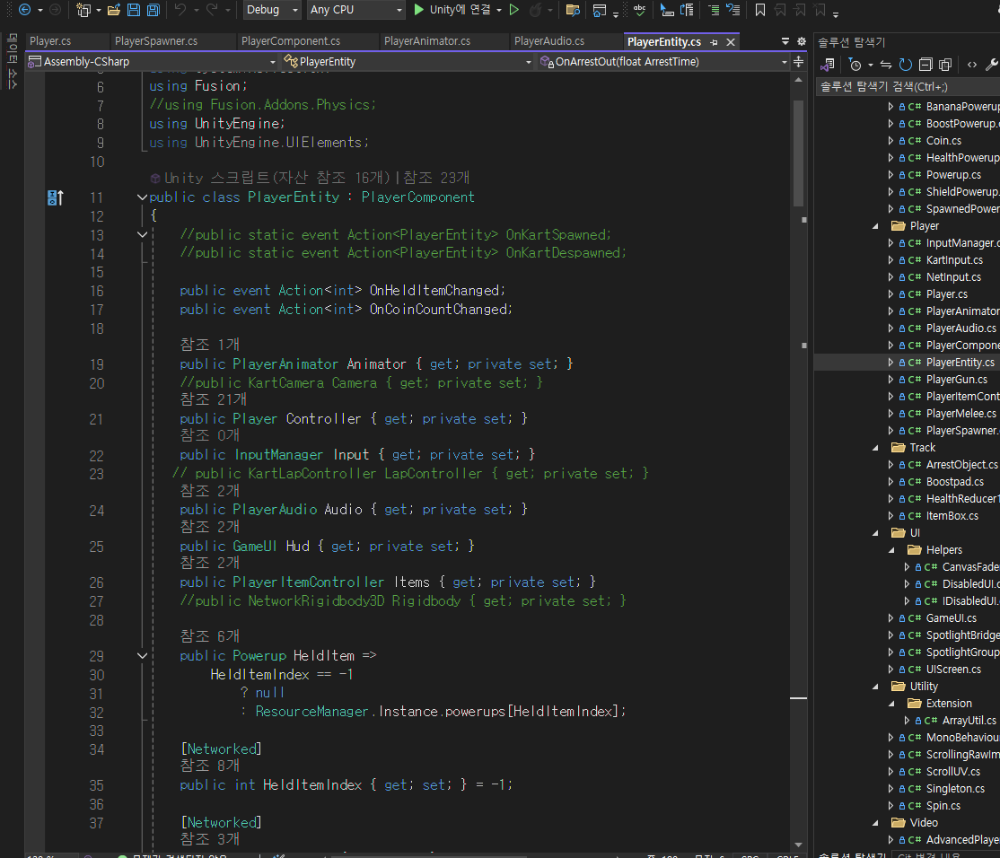 Debug
Any CPU
Unity에 연결
Player.cs
PlayerSpawner.cs
PlayerComponent.cs
PlayerAnimator.cs
PlayerAudio.cs
PlayerEntity.cs
솔루션 탐색기
데이터 소스
Assembly-CSharp
PlayerEntity
OnArrestOut(float ArrestTime)
솔루션 탐색기 검색(Ctrl+;)
6 using Fusion;
7 //using Fusion.Addons.Physics;
8 using UnityEngine;
9 using UnityEngine.UIElements;
10
Unity 스크립트(자산 참조 16개)|참조 23개
11 public class PlayerEntity : PlayerComponent
12 {
13 //public static event Action<PlayerEntity> OnKartSpawned;
14 //public static event Action<PlayerEntity> OnKartDespawned;
15
16 public event Action<int> OnHeldItemChanged;
17 public event Action<int> OnCoinCountChanged;
18
참조 1개
19 public PlayerAnimator Animator { get; private set; }
20 //public KartCamera Camera { get; private set; }
참조 21개
21 public Player Controller { get; private set; }
참조 0개
22 public InputManager Input { get; private set; }
23 // public KartLapController LapController { get; private set; }
참조 2개
24 public PlayerAudio Audio { get; private set; }
참조 2개
25 public GameUI Hud { get; private set; }
참조 2개
26 public PlayerItemController Items { get; private set; }
27 //public NetworkRigidbody3D Rigidbody { get; private set; }
28
참조 6개
29 public Powerup HeldItem =>
30 HeldItemIndex == -1
31 ? null
32 : ResourceManager.Instance.powerups[HeldItemIndex];
33
34 [Networked]
참조 8개
35 public int HeldItemIndex { get; set; } = -1;
36
37 [Networked]
참조 3개
C# BananaPowerup
C# BoostPowerup.c
C# Coin.cs
C# HealthPowerup
C# Powerup.cs
C# ShieldPowerup.
C# SpawnedPower
Player
C# InputManager.c
C# KartInput.cs
C# NetInput.cs
C# Player.cs
C# PlayerAnimator
C# PlayerAudio.cs
C# PlayerCompone
C# PlayerEntity.cs
C# PlayerGun.cs
C# PlayerItemCont
C# PlayerMelee.cs
C# PlayerSpawner.
Track
C# ArrestObject.cs
C# Boostpad.cs
C# HealthReducer1
C# ItemBox.cs
UI
Helpers
C# CanvasFade
C# DisabledUI.c
C# IDisabledUI.
C# GameUI.cs
C# SpotlightBridge
C# SpotlightGroup
C# UIScreen.cs
Utility
Extension
C# ArrayUtil.cs
C# MonoBehaviou
C# ScrollingRawIm
C# ScrollUV.cs
C# Singleton.cs
C# Spin.cs
Video
C# AdvancedPlaye